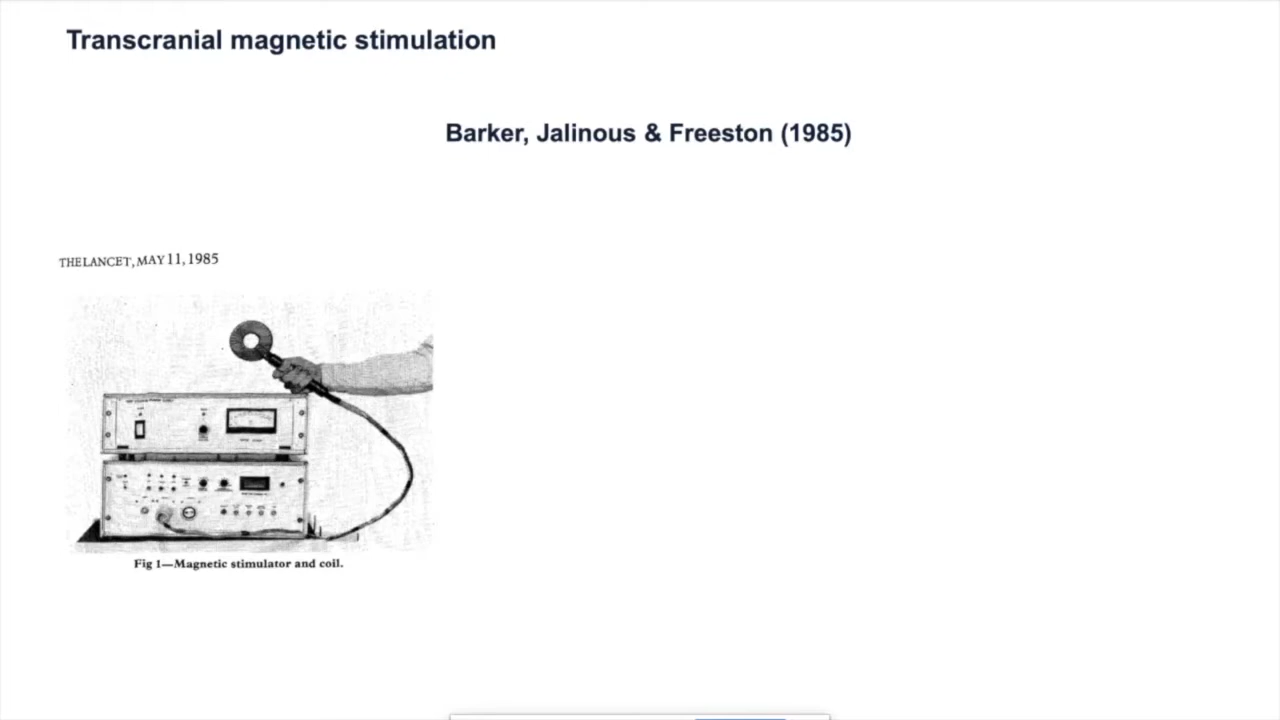 Transcranial magnetic stimulation
Barker, Jalinous & Freeston (1985)
THE LANCET, MAY 11, 1985
Fig 1—Magnetic stimulator and coil.